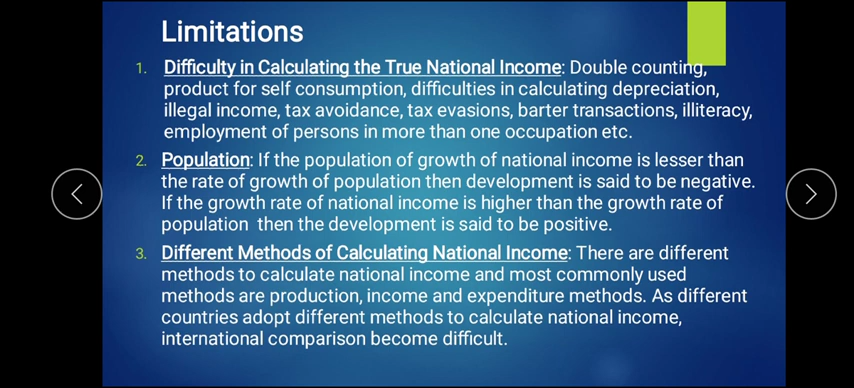 Limitations
1. Difficulty in Calculating the True National Income: Double counting,
product for self consumption, difficulties in calculating depreciation,
illegal income, tax avoidance, tax evasions, barter transactions, illiteracy,
employment of persons in more than one occupation etc.
2. Population: If the population of growth of national income is lesser than
the rate of growth of population then development is said to be negative.
If the growth rate of national income is higher than the growth rate of
population then the development is said to be positive.
3. Different Methods of Calculating National Income: There are different
methods to calculate national income and most commonly used
methods are production, income and expenditure methods. As different
countries adopt different methods to calculate national income,
international comparison become difficult.